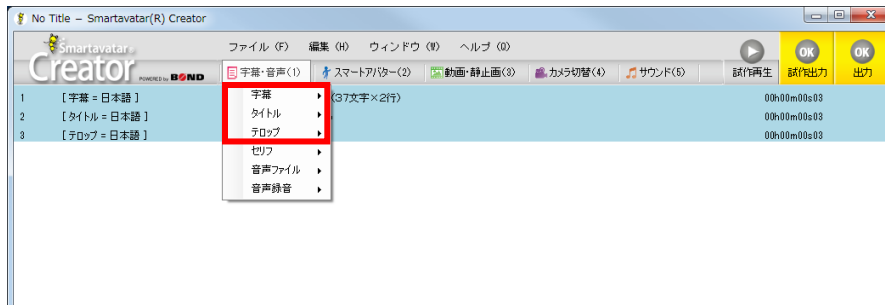 No Title – Smartavatar(R) Creator
Smartavatar
Creator POWERED by BOND
ファイル (F) 編集 (H) ウィンドウ (W) ヘルプ (Q)
字幕・音声(1) スマートアバター(2) 動画・静止画(3) カメラ切替(4) サウンド(5)
試作再生
OK
試作出力
OK
出力
1 [ 字幕 = 日本語 ] (37文字×2行) 00h00m00s03
2 [ タイトル = 日本語 ] 00h00m00s03
3 [ テロップ = 日本語 ] 00h00m00s03
字幕
タイトル
テロップ
セリフ
音声ファイル
音声録音